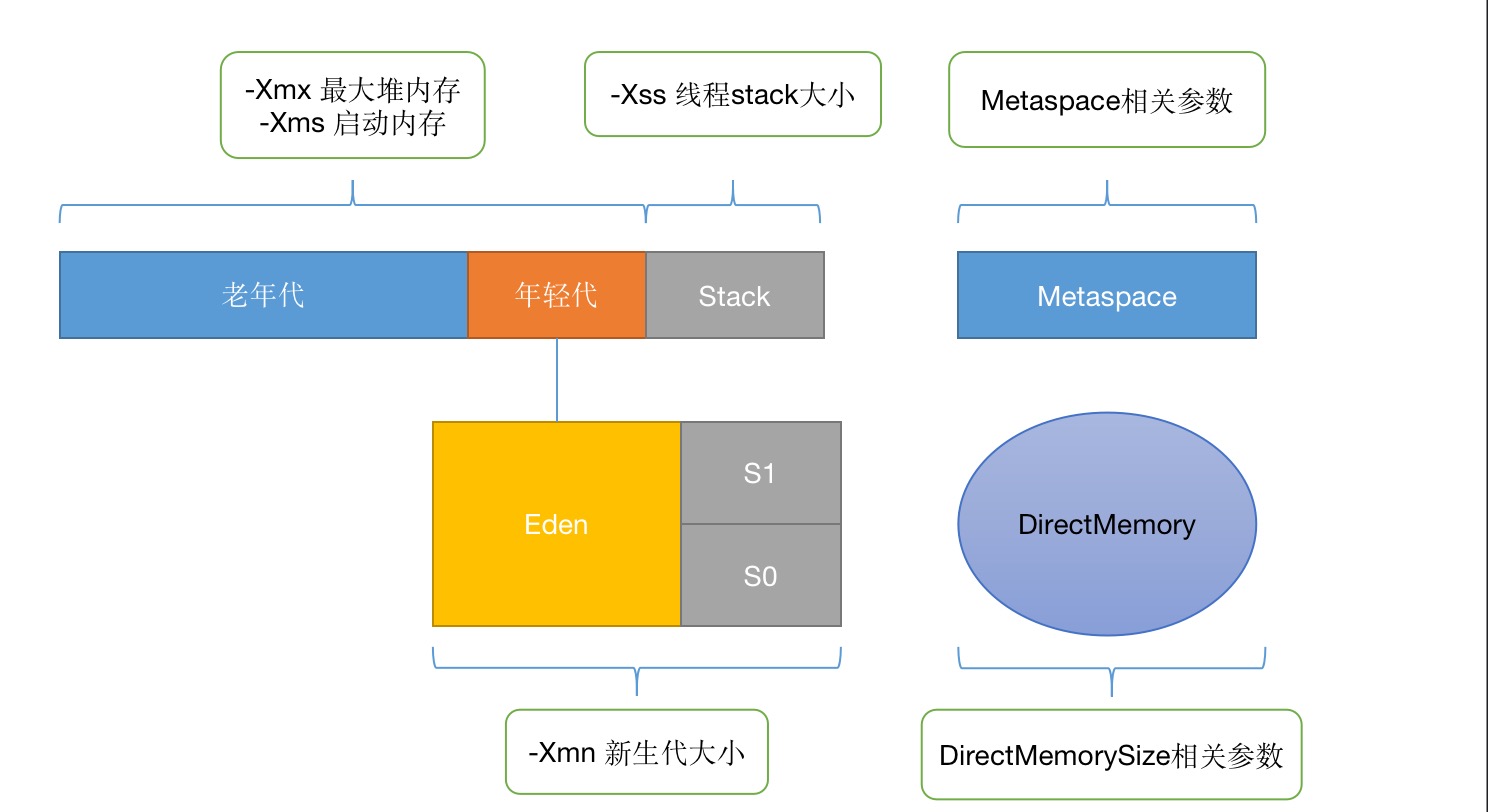 -Xmx 最大堆内存
-Xms 启动内存
-Xss 线程stack大小
Metaspace相关参数
老年代
年轻代
Stack
Metaspace
Eden
S1
S0
DirectMemory
-Xmn 新生代大小
DirectMemorySize相关参数